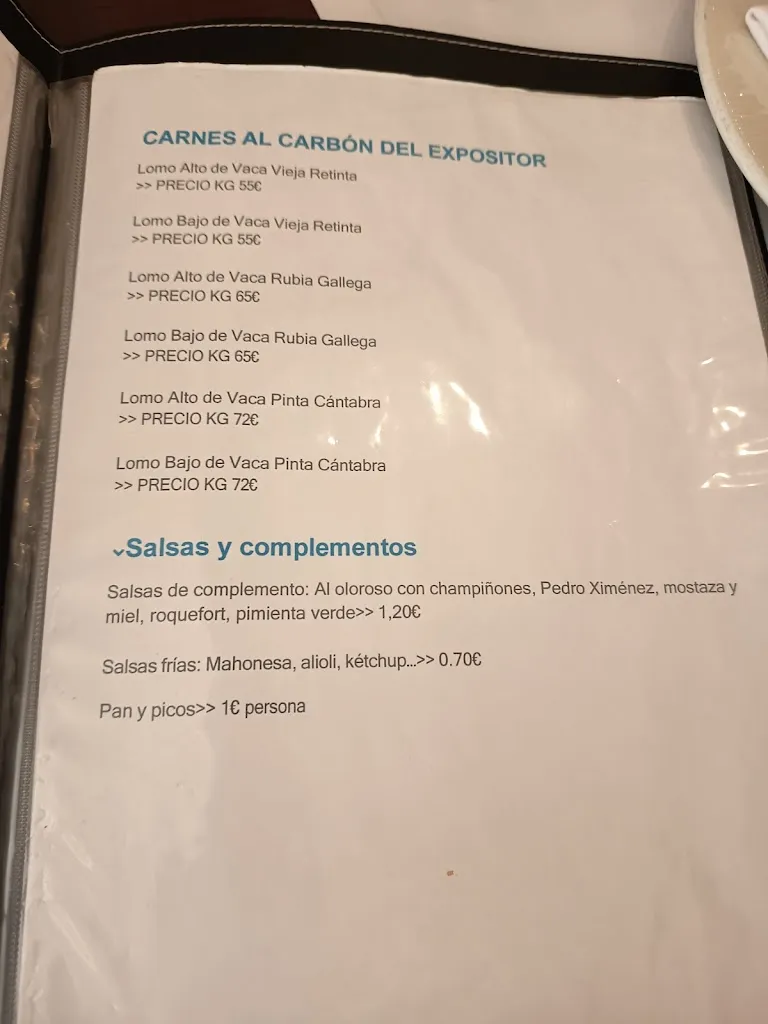 CARNES AL CARBÓN DEL EXPOSITOR
Lomo Alto de Vaca Vieja Retinta
>> PRECIO KG 55€
Lomo Bajo de Vaca Vieja Retinta
>> PRECIO KG 55€
Lomo Alto de Vaca Rubia Gallega
>> PRECIO KG 65€
Lomo Bajo de Vaca Rubia Gallega
>> PRECIO KG 65€
Lomo Alto de Vaca Pinta Cántabra
>> PRECIO KG 72€
Lomo Bajo de Vaca Pinta Cántabra
>> PRECIO KG 72€
Salsas y complementos
Salsas de complemento: Al oloroso con champiñones, Pedro Ximénez, mostaza y
miel, roquefort, pimienta verde>> 1,20€
Salsas frías: Mahonesa, alioli, kétchup...>> 0.70€
Pan y picos>> 1€ persona